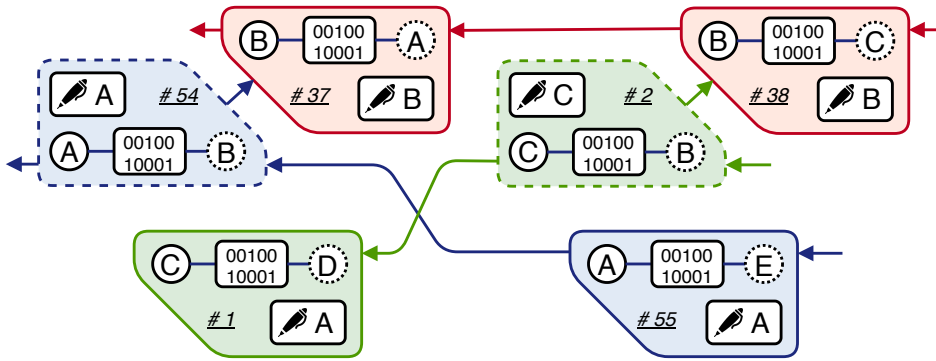 B 00100 10001 A
# 37 B
B 00100 10001 C
# 38 B
A # 54
A 00100 10001 B
C # 2
C 00100 10001 B
C 00100 10001 D
# 1 A
A 00100 10001 E
# 55 A